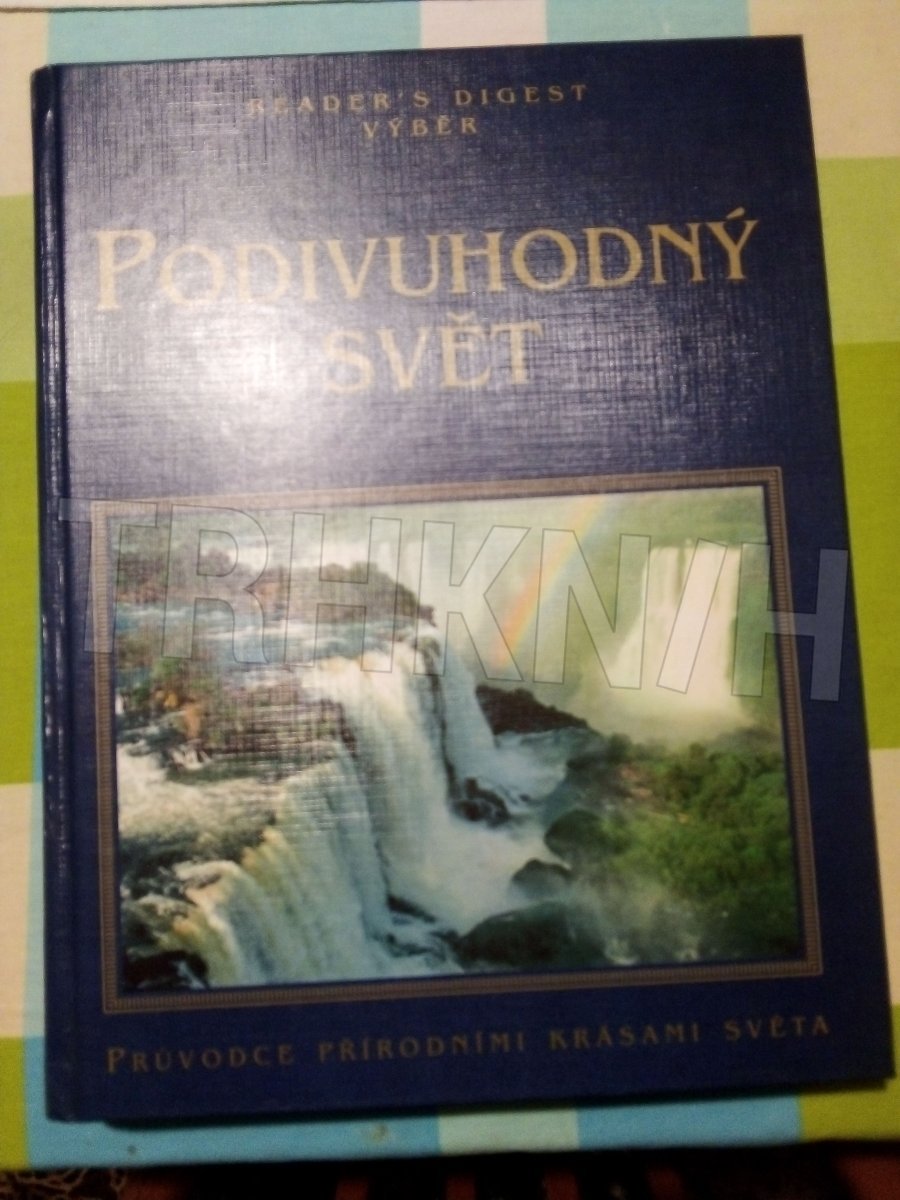 READER'S DIGEST
VÝBĚR
PODIVUHODNÝ
SVĚT
TRHKNIH
PRŮVODCE PŘÍRODNÍMI KRÁSAMI SVĚTA